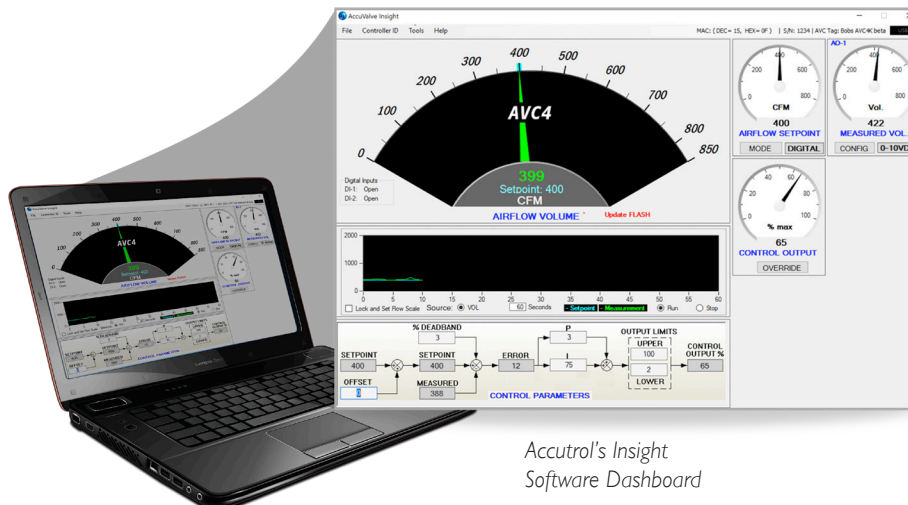 AccuValve Insight
File Controller ID Tools Help MAC: { DEC= 15, HEX= 0F } | S/N: 1234 | AVC Tag: Bobs AVC4K beta USB
0 100 200 300 400 500 600 700 800 850
AVC4
399
Setpoint: 400
CFM
AIRFLOW VOLUME
Update FLASH
Digtal Inputs
DI-1: Open
DI-2: Open
0 200 400 600 800
CFM
400
AIRFLOW SETPOINT
MODE DIGITAL
AO-1
0 200 400 600 800
Vol.
422
MEASURED VOL.
CONFIG 0-10VD
0 20 40 60 80 100
% max
65
CONTROL OUTPUT
OVERRIDE
2000
1000
0
0 5 10 15 20 25 30 35 40 45 50 55 60
Lock and Set Flow Scale Source: VOL 60 Seconds Setpoint Measurement Run Stop
% DEADBAND
3
P
3
OUTPUT LIMITS
UPPER
100
2
LOWER
SETPOINT
400
OFFSET
0
SETPOINT
400
MEASURED
388
ERROR
12
I
75
CONTROL
OUTPUT %
65
CONTROL PARAMETERS
AVC4
Accutrol's Insight
Software Dashboard